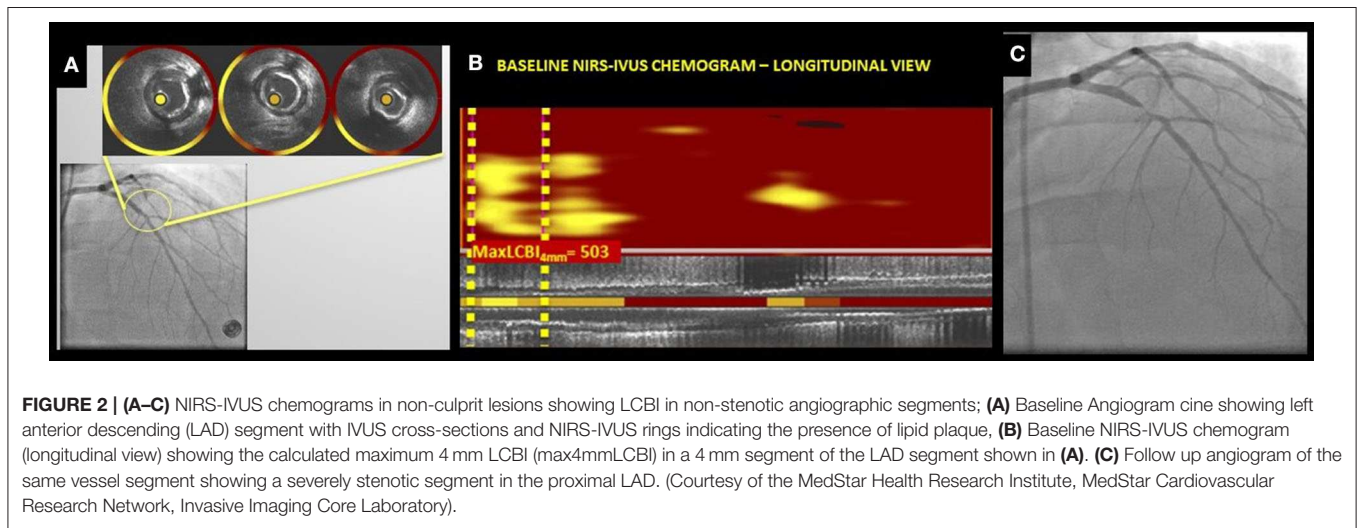 A
B BASELINE NIRS-IVUS CHEMOGRAM – LONGITUDINAL VIEW
C
MaxLCBI4mm= 503
FIGURE 2 | (A–C) NIRS-IVUS chemograms in non-culprit lesions showing LCBI in non-stenotic angiographic segments; (A) Baseline Angiogram cine showing left
anterior descending (LAD) segment with IVUS cross-sections and NIRS-IVUS rings indicating the presence of lipid plaque, (B) Baseline NIRS-IVUS chemogram
(longitudinal view) showing the calculated maximum 4 mm LCBI (max4mmLCBI) in a 4 mm segment of the LAD segment shown in (A). (C) Follow up angiogram of the
same vessel segment showing a severely stenotic segment in the proximal LAD. (Courtesy of the MedStar Health Research Institute, MedStar Cardiovascular
Research Network, Invasive Imaging Core Laboratory).